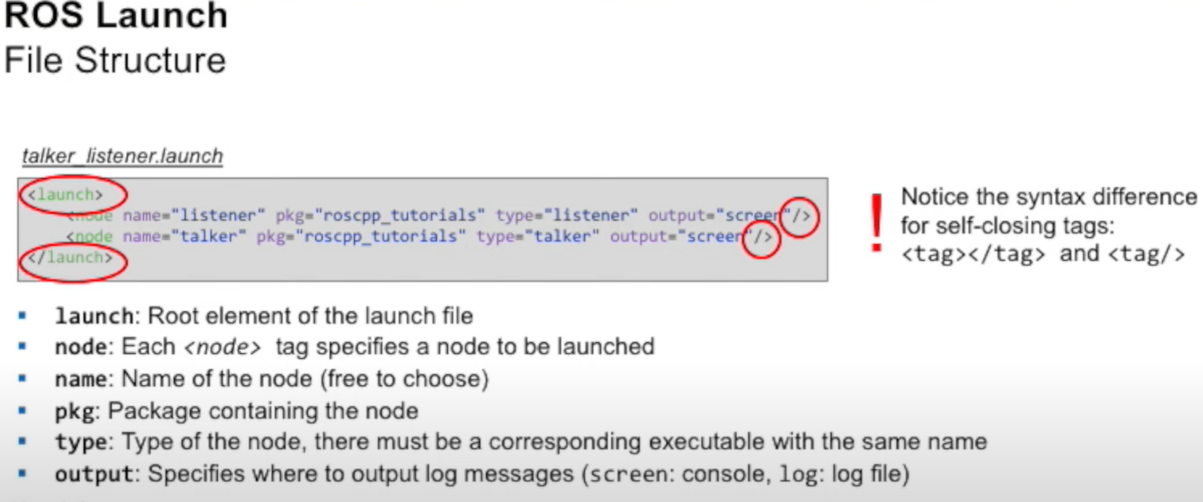 ROS Launch
File Structure
talker_listener.launch
<launch>
<node name="listener" pkg="roscpp_tutorials" type="listener" output="screen"/>
<node name="talker" pkg="roscpp_tutorials" type="talker" output="screen"/>
</launch>
! Notice the syntax difference
for self-closing tags:
<tag></tag> and <tag/>
▪ launch: Root element of the launch file
▪ node: Each <node> tag specifies a node to be launched
▪ name: Name of the node (free to choose)
▪ pkg: Package containing the node
▪ type: Type of the node, there must be a corresponding executable with the same name
▪ output: Specifies where to output log messages (screen: console, log: log file)